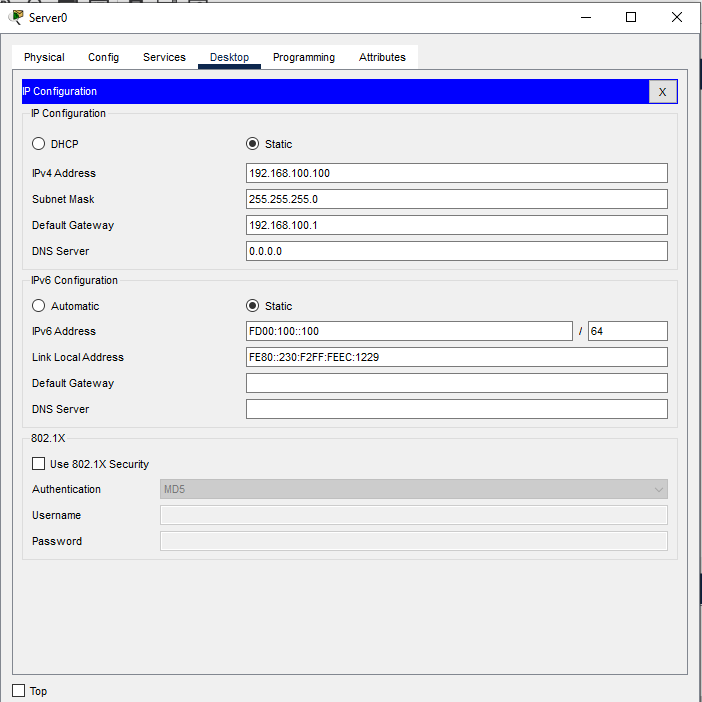 Server0
Physical Config Services Desktop Programming Attributes
IP Configuration X
IP Configuration
DHCP Static
IPv4 Address 192.168.100.100
Subnet Mask 255.255.255.0
Default Gateway 192.168.100.1
DNS Server 0.0.0.0
IPv6 Configuration
Automatic Static
IPv6 Address FD00:100::100 / 64
Link Local Address FE80::230:F2FF:FEEC:1229
Default Gateway
DNS Server
802.1X
Use 802.1X Security
Authentication MD5
Username
Password
Top